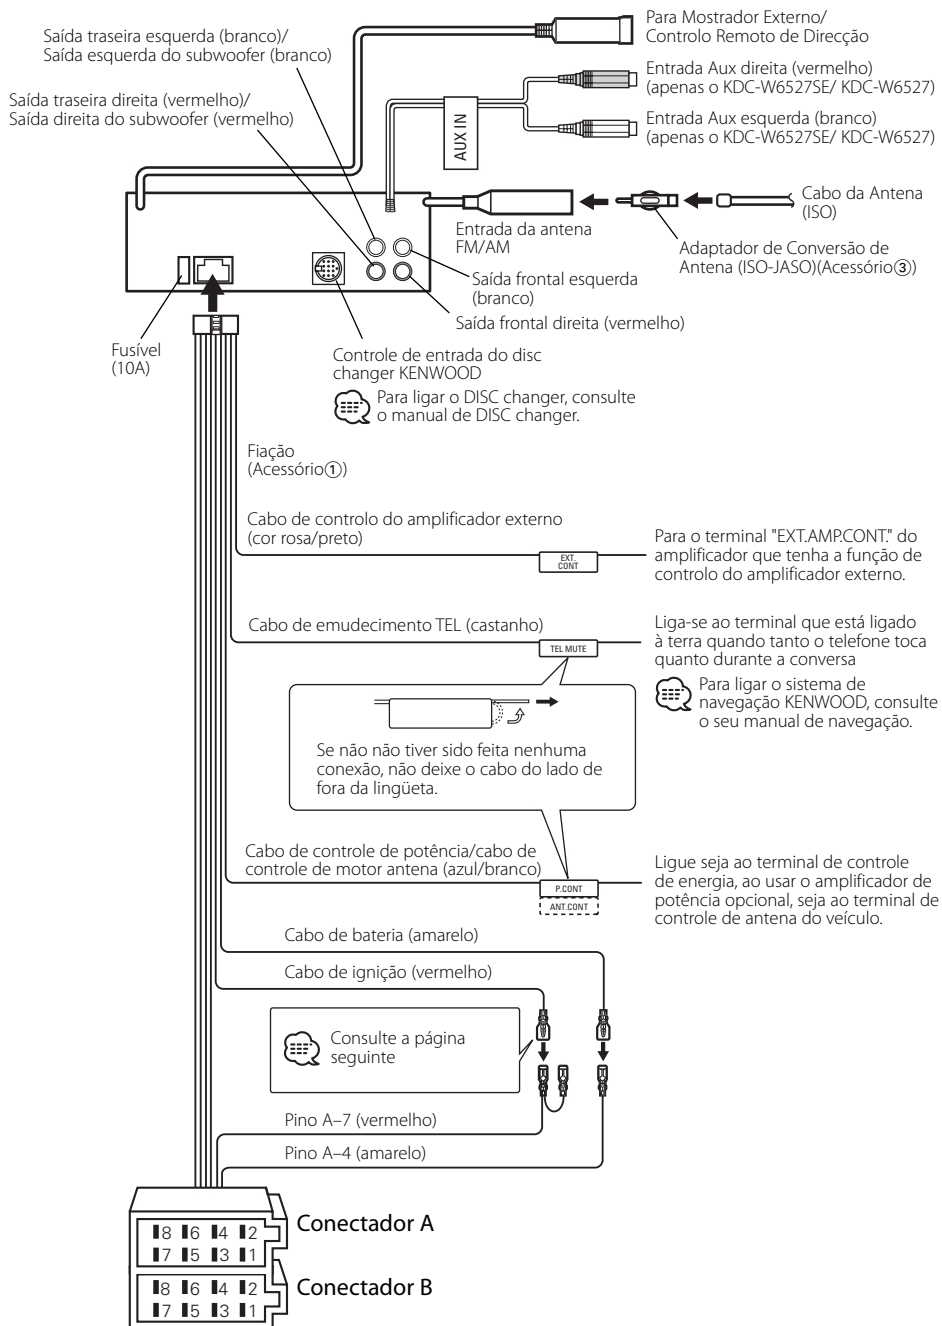 Saída traseira esquerda (branco)/
Saída esquerda do subwoofer (branco)
Saída traseira direita (vermelho)/
Saída direita do subwoofer (vermelho)
Para Mostrador Externo/
Controlo Remoto de Direcção
Entrada Aux direita (vermelho)
(apenas o KDC-W6527SE/ KDC-W6527)
Entrada Aux esquerda (branco)
(apenas o KDC-W6527SE/ KDC-W6527)
AUX IN
Cabo da Antena
(ISO)
Entrada da antena
FM/AM
Adaptador de Conversão de
Antena (ISO-JASO)(Acessório③)
Saída frontal esquerda
(branco)
Saída frontal direita (vermelho)
Fusível
(10A)
Controle de entrada do disc
changer KENWOOD
Para ligar o DISC changer, consulte
o manual de DISC changer.
Fiação
(Acessório①)
Cabo de controlo do amplificador externo
(cor rosa/preto)
EXT.
CONT
Para o terminal "EXT.AMP.CONT." do
amplificador que tenha a função de
controlo do amplificador externo.
Cabo de emudecimento TEL (castanho)
TEL MUTE
Liga-se ao terminal que está ligado
à terra quando tanto o telefone toca
quanto durante a conversa
Para ligar o sistema de
navegação KENWOOD, consulte
o seu manual de navegação.
Se não não tiver sido feita nenhuma
conexão, não deixe o cabo do lado de
fora da lingüeta.
Cabo de controle de potência/cabo de
controle de motor antena (azul/branco)
P.CONT
ANT.CONT
Ligue seja ao terminal de controle
de energia, ao usar o amplificador de
potência opcional, seja ao terminal de
controle de antena do veículo.
Cabo de bateria (amarelo)
Cabo de ignição (vermelho)
Consulte a página
seguinte
Pino A–7 (vermelho)
Pino A–4 (amarelo)
Conectador A
8 6 4 2
7 5 3 1
Conectador B
8 6 4 2
7 5 3 1